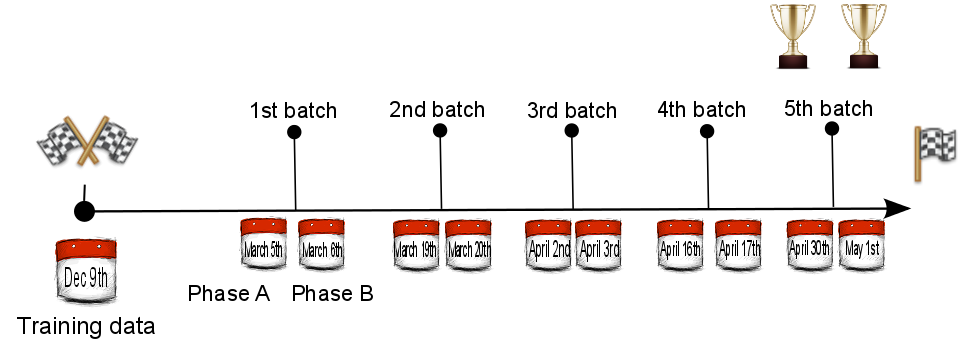 1st batch
2nd batch
3rd batch
4th batch
5th batch
Dec 9th
March 5th
March 6th
March 19th
March 20th
April 2nd
April 3rd
April 16th
April 17th
April 30th
May 1st
Phase A
Phase B
Training data